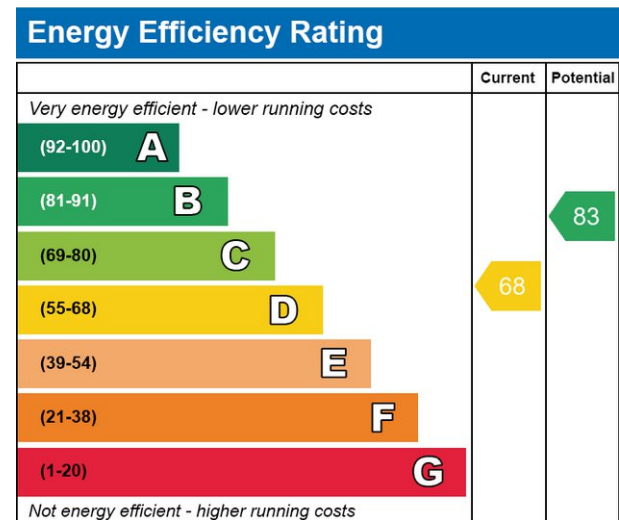 Energy Efficiency Rating
Current Potential
Very energy efficient - lower running costs
(92-100) A
(81-91) B
83
(69-80) C
68
(55-68) D
(39-54) E
(21-38) F
(1-20) G
Not energy efficient - higher running costs